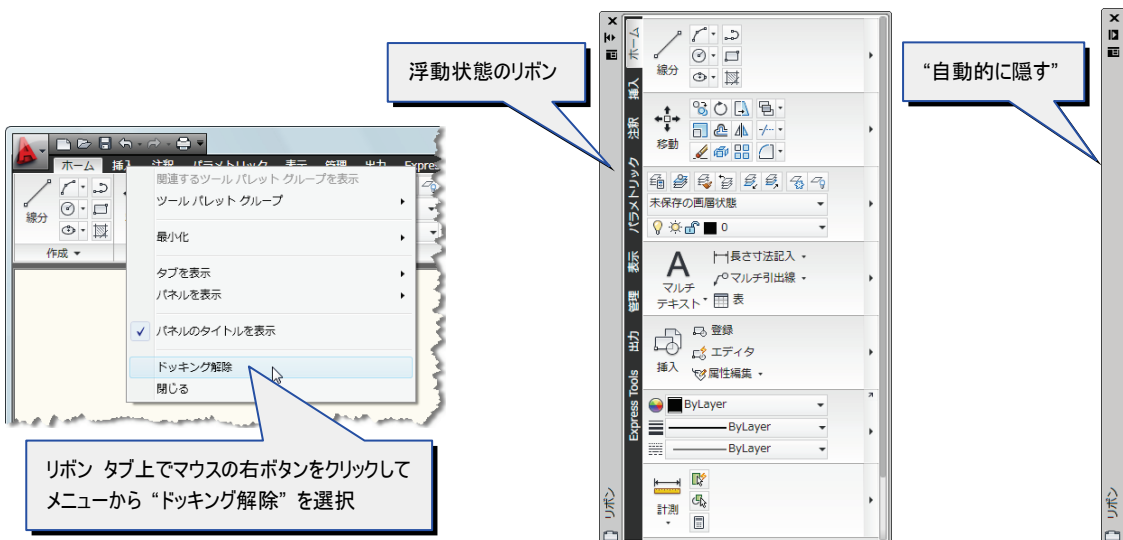 浮動状態のリボン
“自動的に隠す”
ホーム
挿入
注釈
パラメトリック
表示
管理
出力
線分
作成
関連するツール パレット グループを表示
ツール パレット グループ
最小化
タブを表示
パネルを表示
パネルのタイトルを表示
ドッキング解除
閉じる
リボン タブ上でマウスの右ボタンをクリックして
メニューから “ドッキング解除” を選択
ホーム
挿入
注釈
パラメトリック
表示
管理
出力
Express Tools
リボン
線分
移動
未保存の画層状態
0
A
マルチ
テキスト
長さ寸法記入
マルチ引出線
表
挿入
登録
エディタ
属性編集
ByLayer
ByLayer
ByLayer
計測
リボン